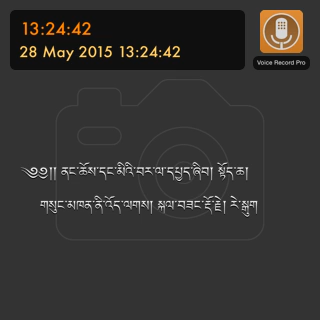 13:24:42
28 May 2015 13:24:42
Voice Record Pro
༄༅།། ནང་ཆོས་དང་མིའི་བར་ལ་དཔྱད་ཞིབ། སྟོད་ཆ།
གསུང་མཁན་ནི་འོད་ལགས། སྐལ་བཟང་རྡོ་རྗེ། རེ་སྒུག